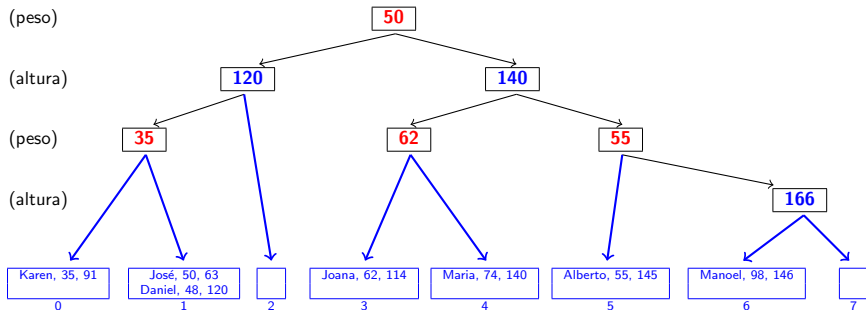 (peso)
50
(altura)
120
140
(peso)
35
62
55
(altura)
166
Karen, 35, 91
José, 50, 63
Daniel, 48, 120
Joana, 62, 114
Maria, 74, 140
Alberto, 55, 145
Manoel, 98, 146
0
1
2
3
4
5
6
7